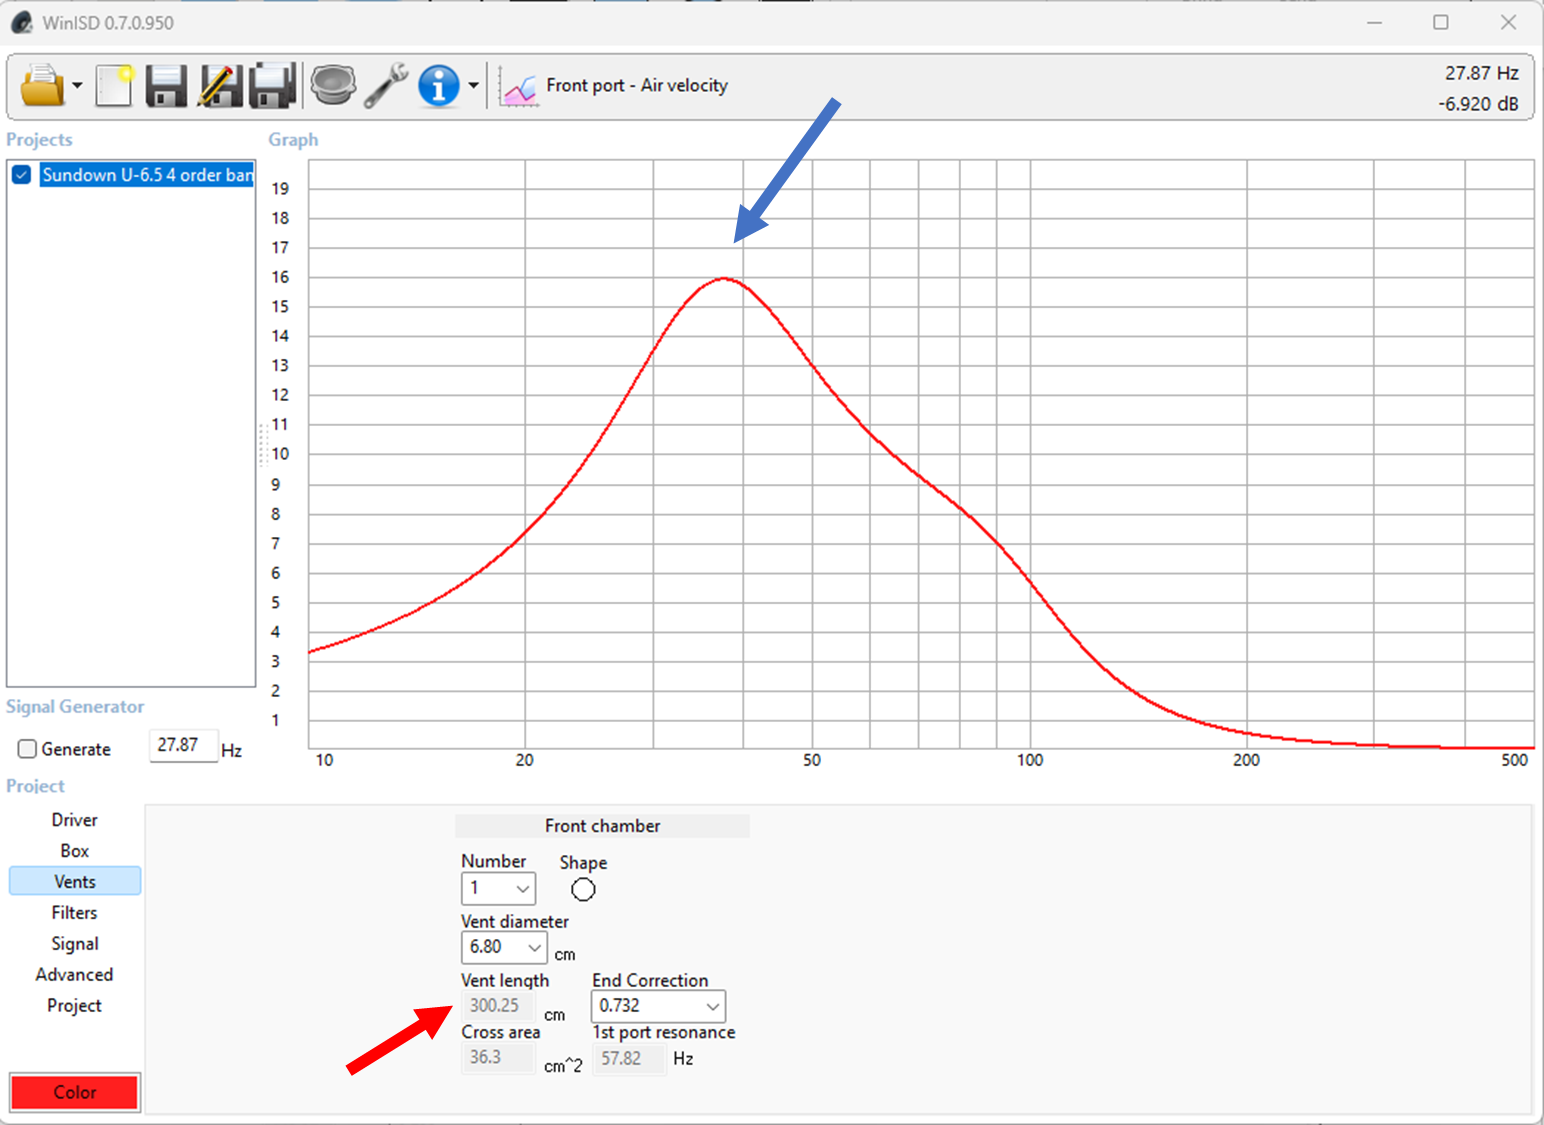 WinISD 0.7.0.950
Front port - Air velocity
27.87 Hz
-6.920 dB
Projects
Graph
Sundown U-6.5 4 order ban
19
18
17
16
15
14
13
12
11
10
9
8
7
6
5
4
3
2
1
10 20 50 100 200 500
Signal Generator
Generate 27.87 Hz
Project
Driver
Box
Vents
Filters
Signal
Advanced
Project
Color
Front chamber
Number Shape
1
Vent diameter
6.80 cm
Vent length End Correction
300.25 cm 0.732
Cross area 1st port resonance
36.3 cm^2 57.82 Hz